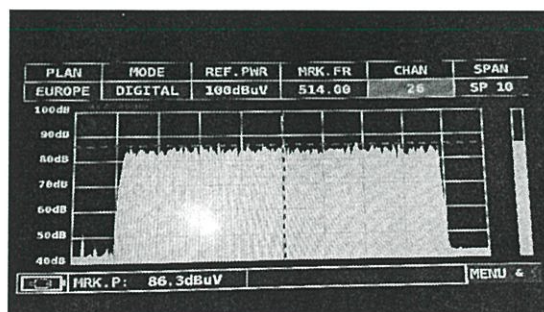 PLAN MODE REF.PWR MRK.FR CHAN SPAN
EUROPE DIGITAL 100dBuV 514.00 26 SP 10
100dB
90dB
80dB
70dB
60dB
50dB
40dB
MRK.P: 86.3dBuV MENU &